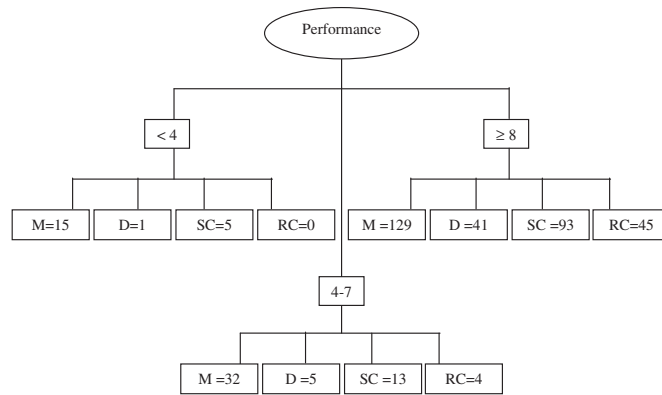 Performance
< 4
≥ 8
M=15
D=1
SC=5
RC=0
M =129
D =41
SC =93
RC=45
4-7
M =32
D =5
SC =13
RC=4